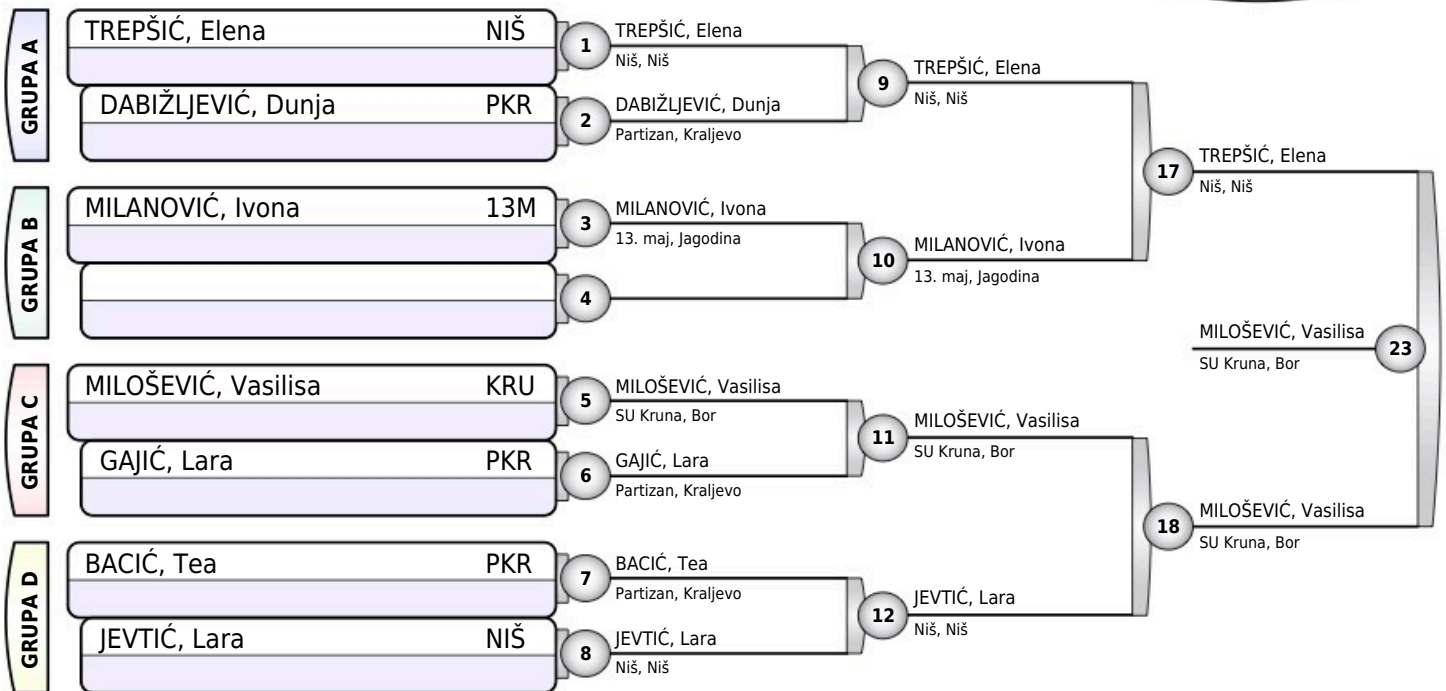 GRUPA A
TREPŠIĆ, Elena NIŠ
DABIŽLJEVIĆ, Dunja PKR
1
TREPŠIĆ, Elena
Niš, Niš
2
DABIŽLJEVIĆ, Dunja
Partizan, Kraljevo
9
TREPŠIĆ, Elena
Niš, Niš
GRUPA B
MILANOVIĆ, Ivona 13M
3
MILANOVIĆ, Ivona
13. maj, Jagodina
4
10
MILANOVIĆ, Ivona
13. maj, Jagodina
17
TREPŠIĆ, Elena
Niš, Niš
GRUPA C
MILOŠEVIĆ, Vasilisa KRU
GAJIĆ, Lara PKR
5
MILOŠEVIĆ, Vasilisa
SU Kruna, Bor
6
GAJIĆ, Lara
Partizan, Kraljevo
11
MILOŠEVIĆ, Vasilisa
SU Kruna, Bor
GRUPA D
BACIĆ, Tea PKR
JEVTIĆ, Lara NIŠ
7
BACIĆ, Tea
Partizan, Kraljevo
8
JEVTIĆ, Lara
Niš, Niš
12
JEVTIĆ, Lara
Niš, Niš
18
MILOŠEVIĆ, Vasilisa
SU Kruna, Bor
MILOŠEVIĆ, Vasilisa
SU Kruna, Bor
23